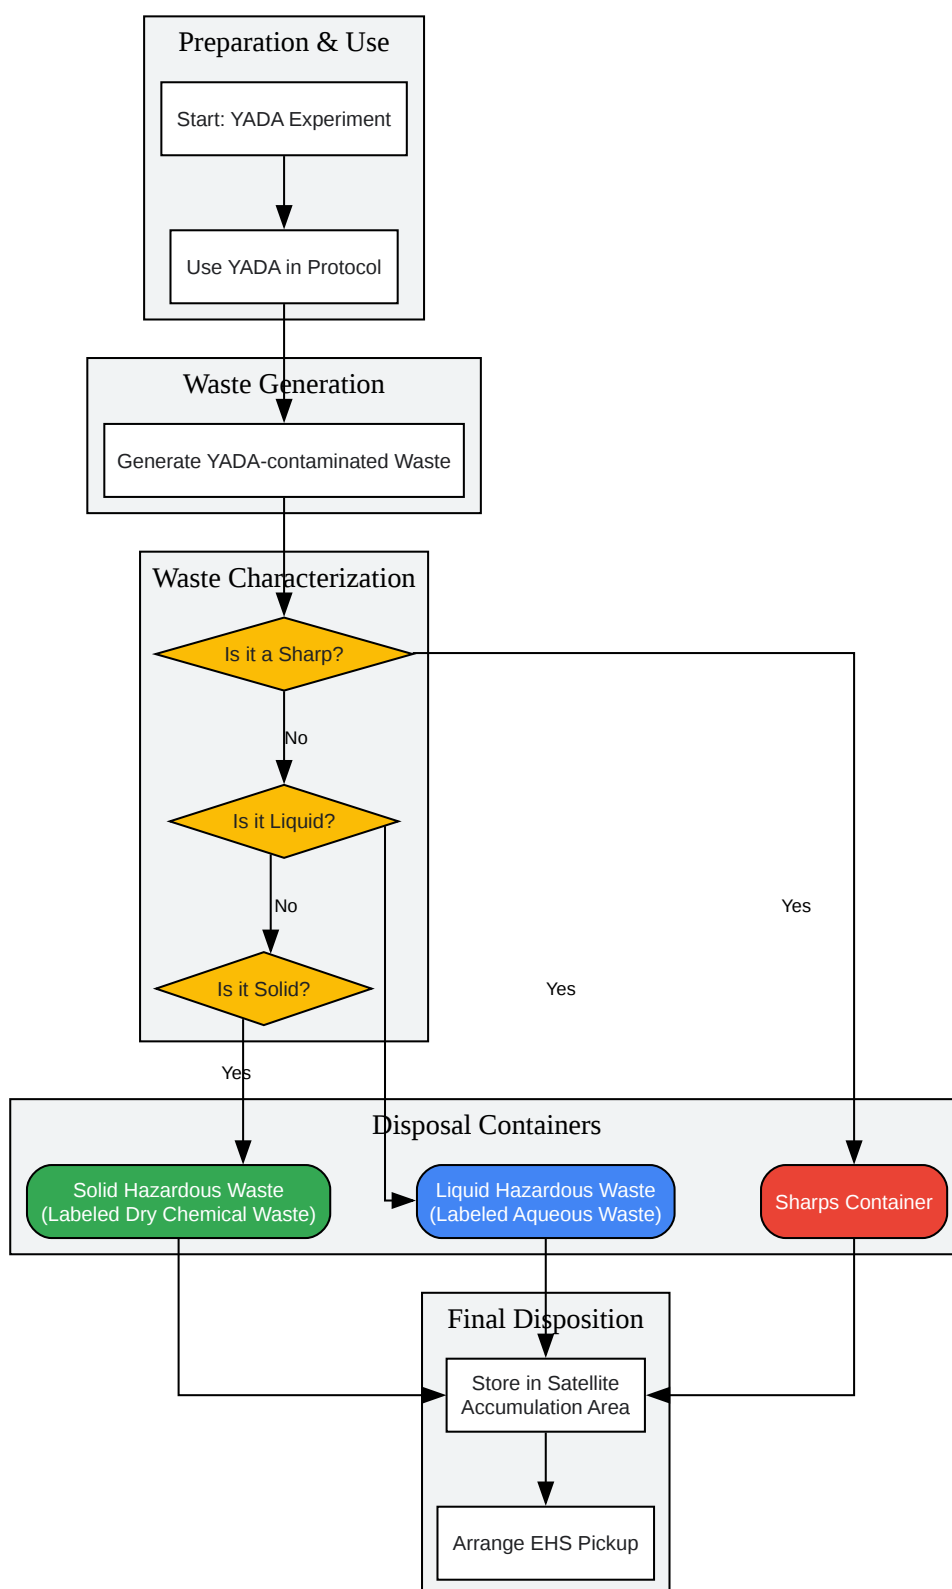 Preparation & Use
Start: YADA Experiment
Use YADA in Protocol
Waste Generation
Generate YADA-contaminated Waste
Waste Characterization
Is it a Sharp?
No
Is it Liquid?
No
Yes
Is it Solid?
Yes
Yes
Disposal Containers
Solid Hazardous Waste
(Labeled Dry Chemical Waste)
Liquid Hazardous Waste
(Labeled Aqueous Waste)
Sharps Container
Final Disposition
Store in Satellite
Accumulation Area
Arrange EHS Pickup